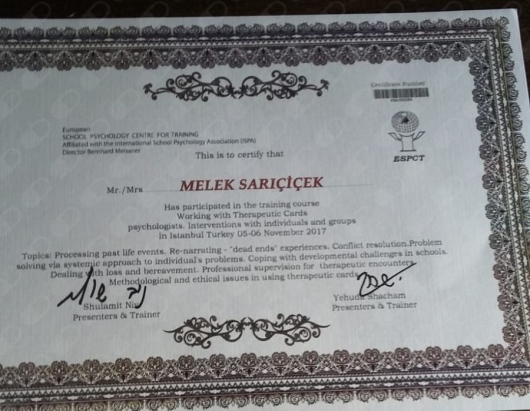 European
SCHOOL PSYCHOLOGY CENTRE FOR TRAINING
Affiliated with the International School Psychology Association (ISPA)
Director Bernhard Meissner
Certificate Number
ESPCT
This is to certify that
Mr./Mrs MELEK SARIÇİÇEK
Has participated in the training course
Working with Therapeutic Cards
psychologists. Interventions with individuals and groups
in Istanbul Turkey 05-06 November 2017
Topics: Processing past life events. Re-narrating - "dead ends" experiences. Conflict resolution.Problem
solving via systemic approach to individual's problems. Coping with developmental challenges in schools.
Dealing with loss and bereavement. Professional supervision for therapeutic encounters
Methodological and ethical issues in using therapeutic cards
Shulamit
Presenters & Trainer
Yehuda Shacham
Presenters & Trainer